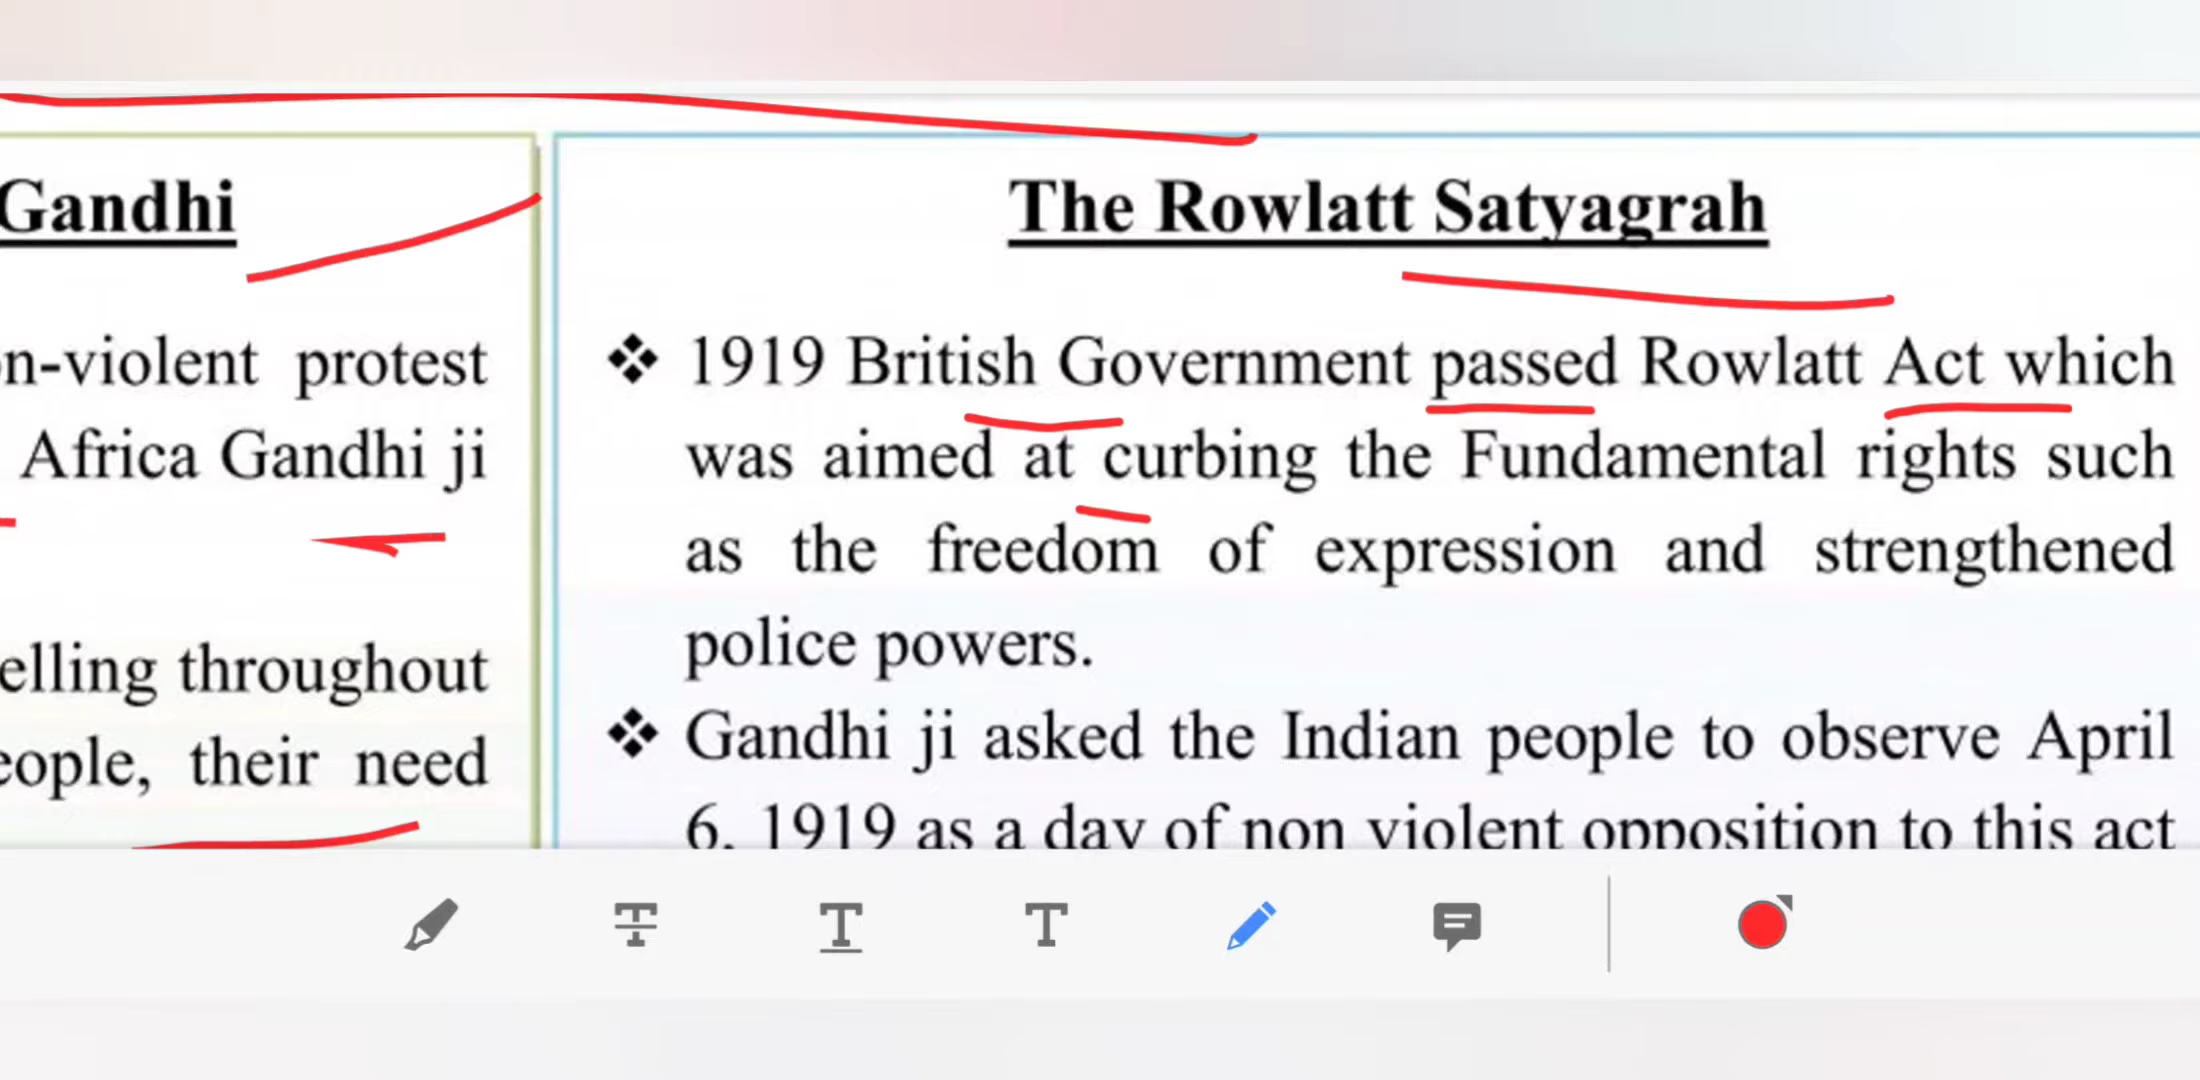 Gandhi
n-violent protest
Africa Gandhi ji
elling throughout
eople, their need
The Rowlatt Satyagrah
❖ 1919 British Government passed Rowlatt Act which
was aimed at curbing the Fundamental rights such
as the freedom of expression and strengthened
police powers.
❖ Gandhi ji asked the Indian people to observe April
6, 1919 as a day of non violent opposition to this act